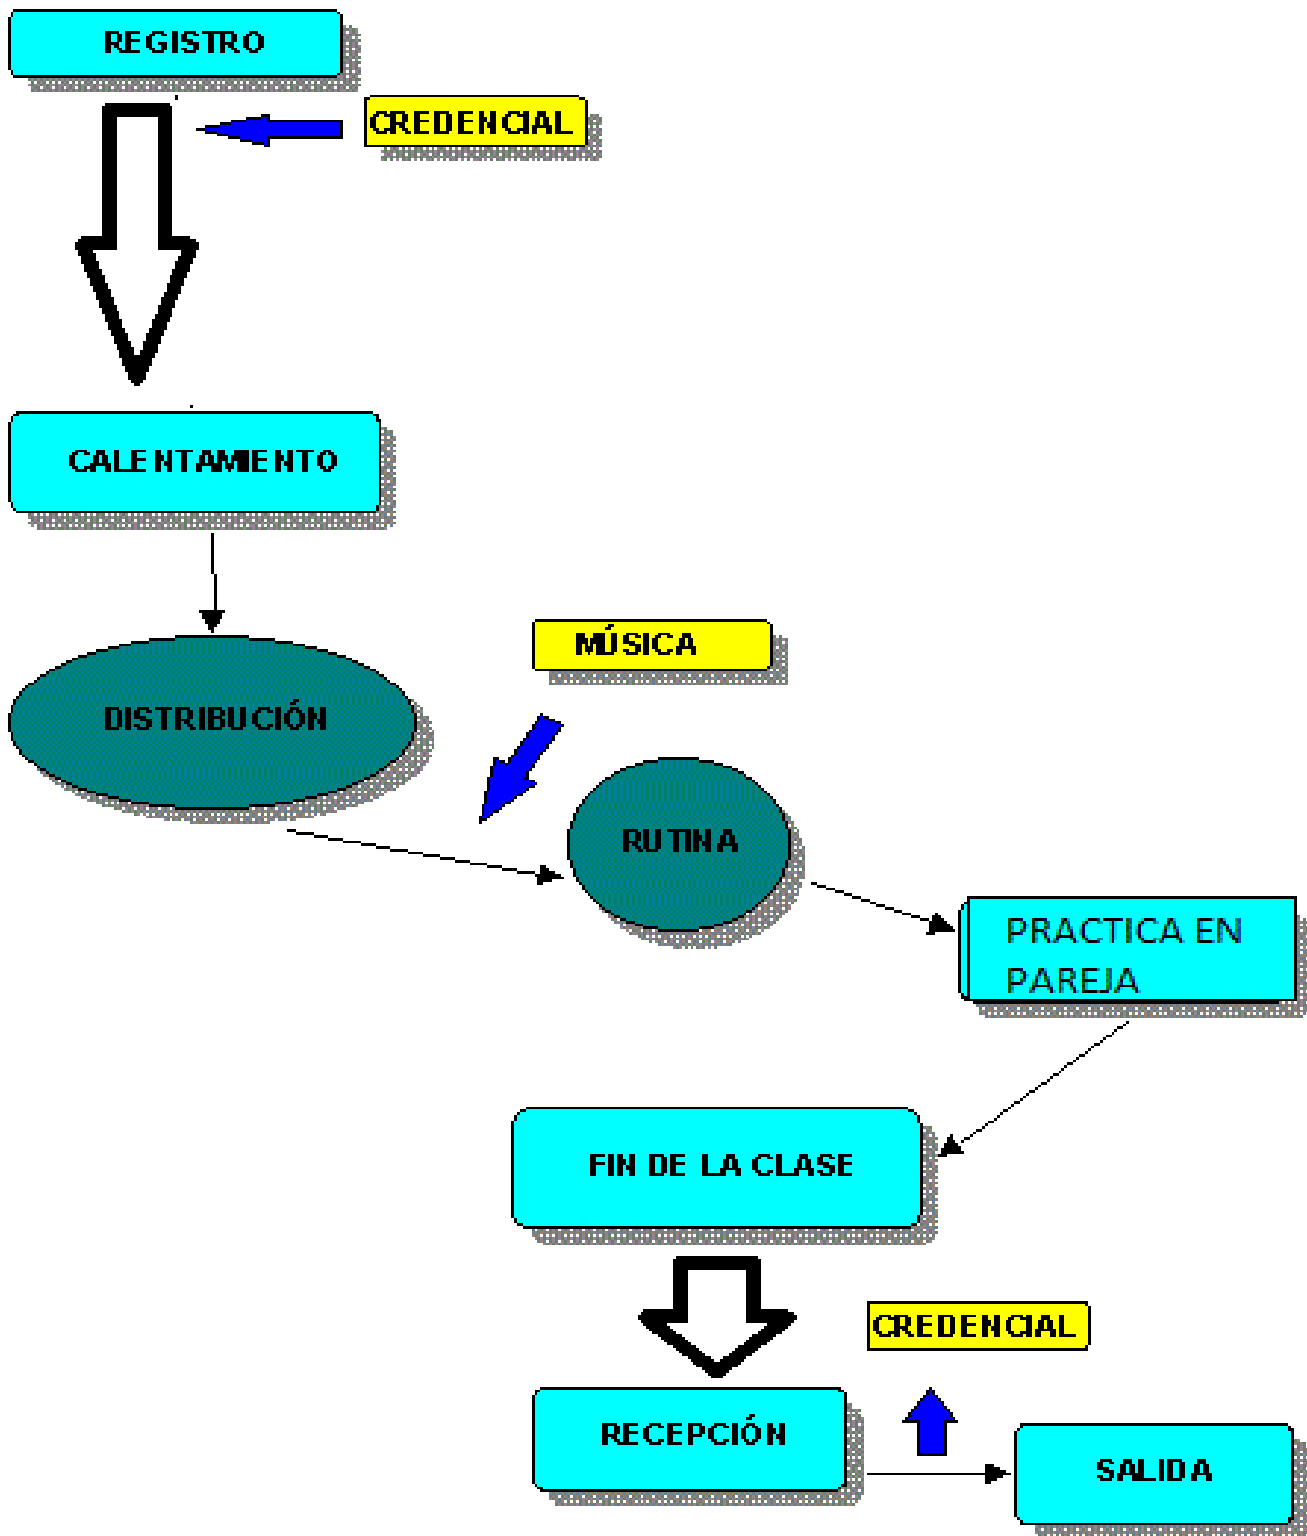 REGISTRO
CREDENCIAL
CALENTAMIENTO
MÚSICA
DISTRIBUCIÓN
RUTINA
PRACTICA EN
PAREJA
FIN DE LA CLASE
CREDENCIAL
RECEPCIÓN
SALIDA